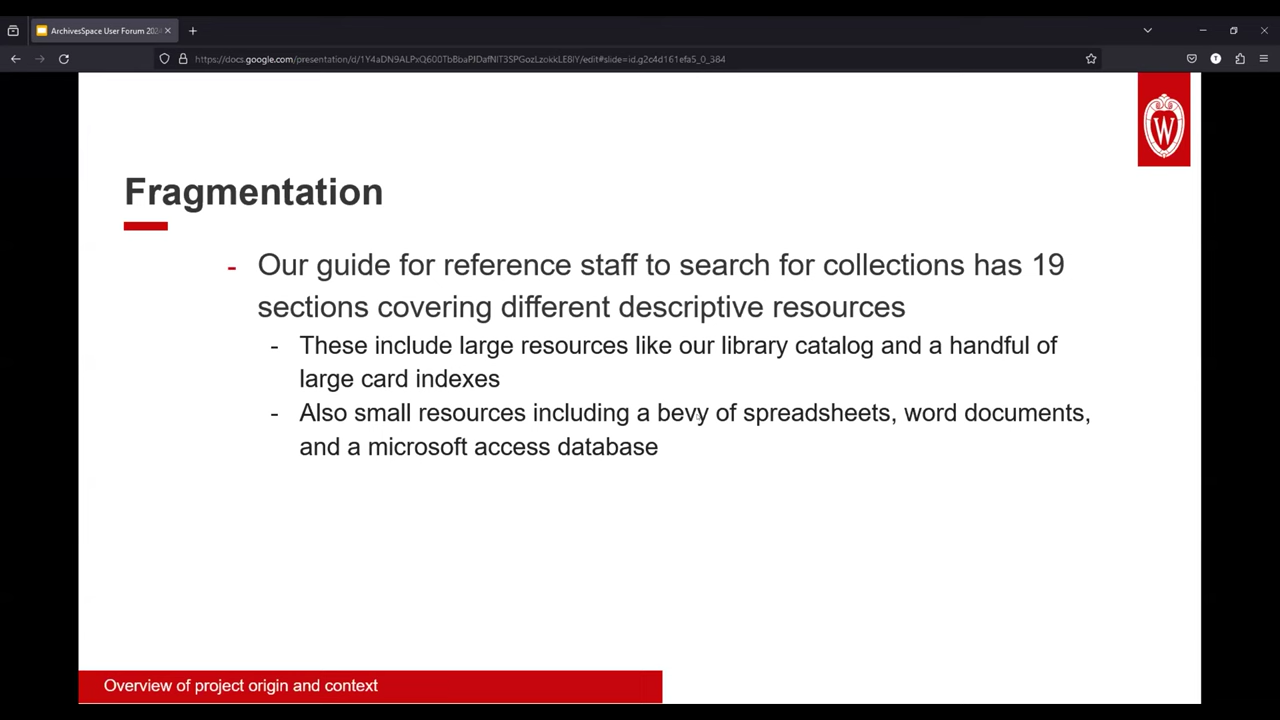 ArchivesSpace User Forum 202
https://docs.google.com/presentation/d/1Y4aDN9ALPxQ600TbBbaPJDafNlT3SPGozLzokkLE8lY/edit#slide=id.g2c4d161efa5_0_384
T
W
Fragmentation
- Our guide for reference staff to search for collections has 19
sections covering different descriptive resources
- These include large resources like our library catalog and a handful of
large card indexes
- Also small resources including a bevy of spreadsheets, word documents,
and a microsoft access database
Overview of project origin and context